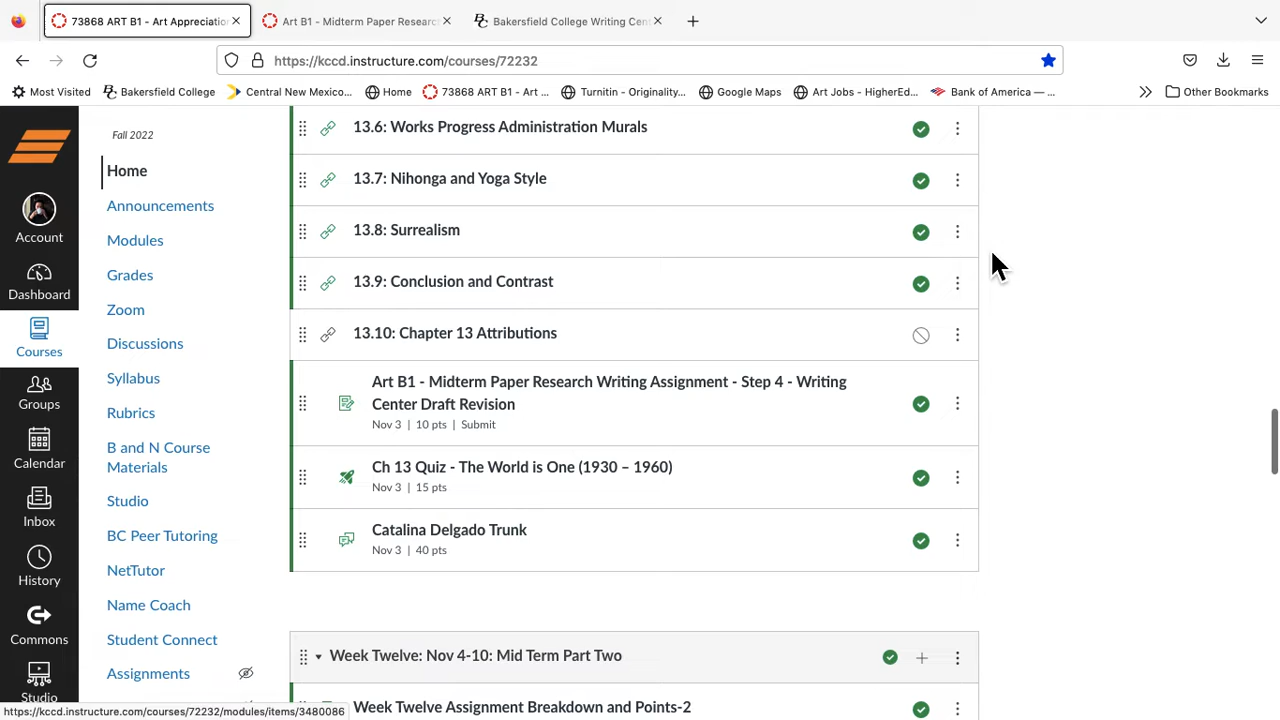 73868 ART B1 - Art Appreciatio
Art B1 - Midterm Paper Researc
Bakersfield College Writing Cen
https://kccd.instructure.com/courses/72232
Most Visited
Bakersfield College
Central New Mexico...
Home
73868 ART B1 - Art ...
Turnitin - Originality...
Google Maps
Art Jobs - HigherEd...
Bank of America — ...
Other Bookmarks
Account
Dashboard
Courses
Groups
Calendar
Inbox
History
Commons
Studio
Fall 2022
Home
Announcements
Modules
Grades
Zoom
Discussions
Syllabus
Rubrics
B and N Course
Materials
Studio
BC Peer Tutoring
NetTutor
Name Coach
Student Connect
Assignments
13.6: Works Progress Administration Murals
13.7: Nihonga and Yoga Style
13.8: Surrealism
13.9: Conclusion and Contrast
13.10: Chapter 13 Attributions
Art B1 - Midterm Paper Research Writing Assignment - Step 4 - Writing
Center Draft Revision
Nov 3 | 10 pts | Submit
Ch 13 Quiz - The World is One (1930 – 1960)
Nov 3 | 15 pts
Catalina Delgado Trunk
Nov 3 | 40 pts
Week Twelve: Nov 4-10: Mid Term Part Two
Week Twelve Assignment Breakdown and Points-2
https://kccd.instructure.com/courses/72232/modules/items/3480086